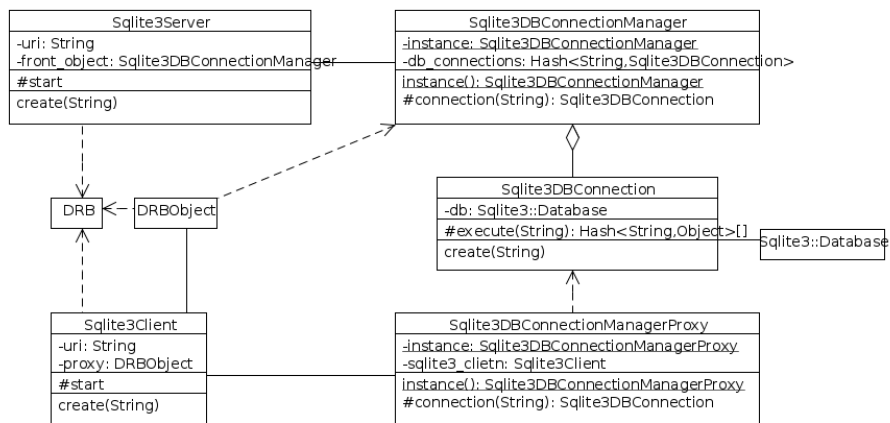 Sqlite3Server
-uri: String
-front_object: Sqlite3DBConnectionManager
#start
create(String)
Sqlite3DBConnectionManager
-instance: Sqlite3DBConnectionManager
-db_connections: Hash<String,Sqlite3DBConnection>
instance(): Sqlite3DBConnectionManager
#connection(String): Sqlite3DBConnection
DRB
DRBObject
Sqlite3DBConnection
-db: Sqlite3::Database
#execute(String): Hash<String,Object>[]
create(String)
Sqlite3::Database
Sqlite3Client
-uri: String
-proxy: DRBObject
#start
create(String)
Sqlite3DBConnectionManagerProxy
-instance: Sqlite3DBConnectionManagerProxy
-sqlite3_clietn: Sqlite3Client
instance(): Sqlite3DBConnectionManagerProxy
#connection(String): Sqlite3DBConnection